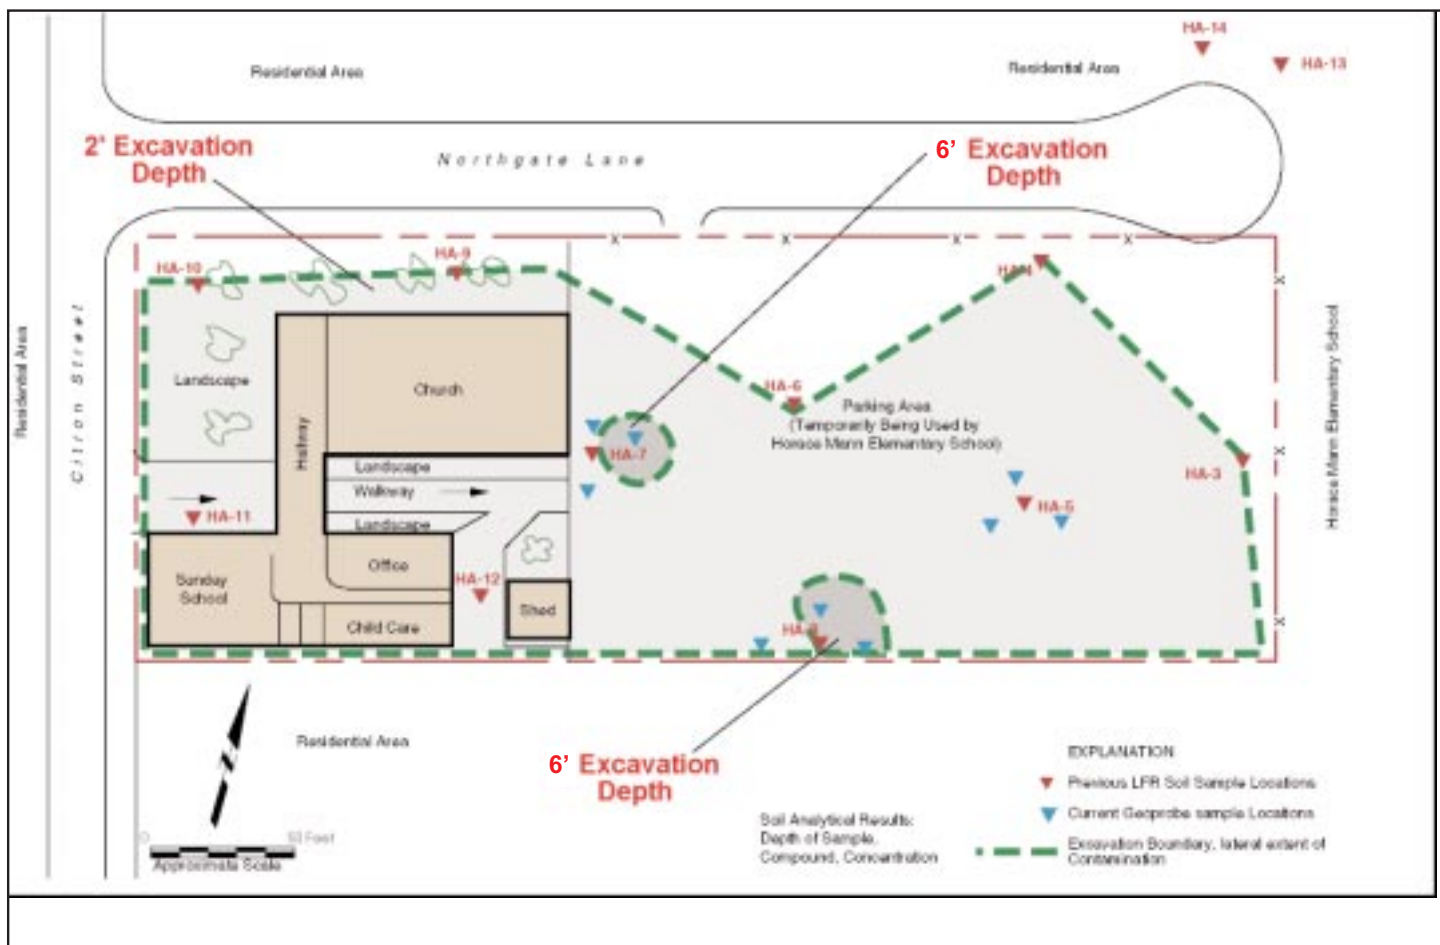 HA-14
HA-13
Residential Area
Residential Area
2' Excavation
Depth
Northgate Lane
6' Excavation
Depth
HA-10
HA-9
HA-4
Residential Area
Citron Street
Horace Mann Elementary School
Landscape
Church
HA-6
Parking Area
(Temporarily Being Used by
Horace Mann Elementary School)
Hallway
HA-7
Landscape
Walkway
Landscape
HA-3
HA-5
HA-11
Office
HA-12
Sunday
School
Shed
Child Care
Residential Area
6' Excavation
Depth
EXPLANATION
Previous LFR Soil Sample Locations
Current Geoprobe sample Locations
Excavation Boundary, lateral extent of
Contamination
Soil Analytical Results:
Depth of Sample,
Compound, Concentration
0
Feet
Approximate Scale
X
X
X
X
X
X
X